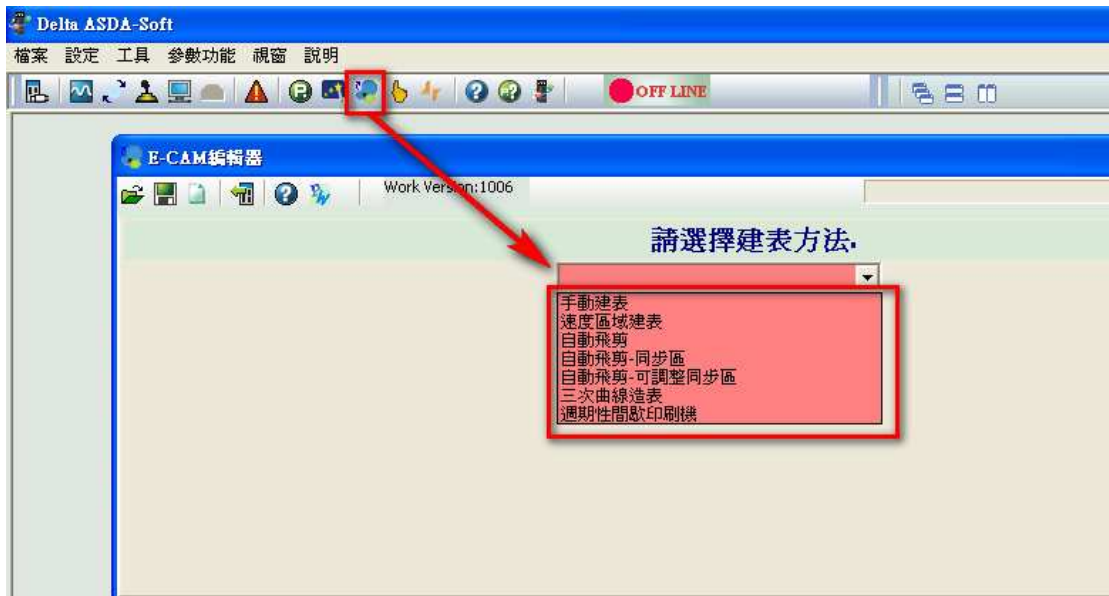 Delta ASDA-Soft
檔案 設定 工具 參數功能 視窗 說明
OFF LINE
E-CAM編輯器
Work Version:1006
請選擇建表方法.
手動建表
速度區域建表
自動飛剪
自動飛剪-同步區
自動飛剪-可調整同步區
三次曲線造表
週期性間歇印刷機